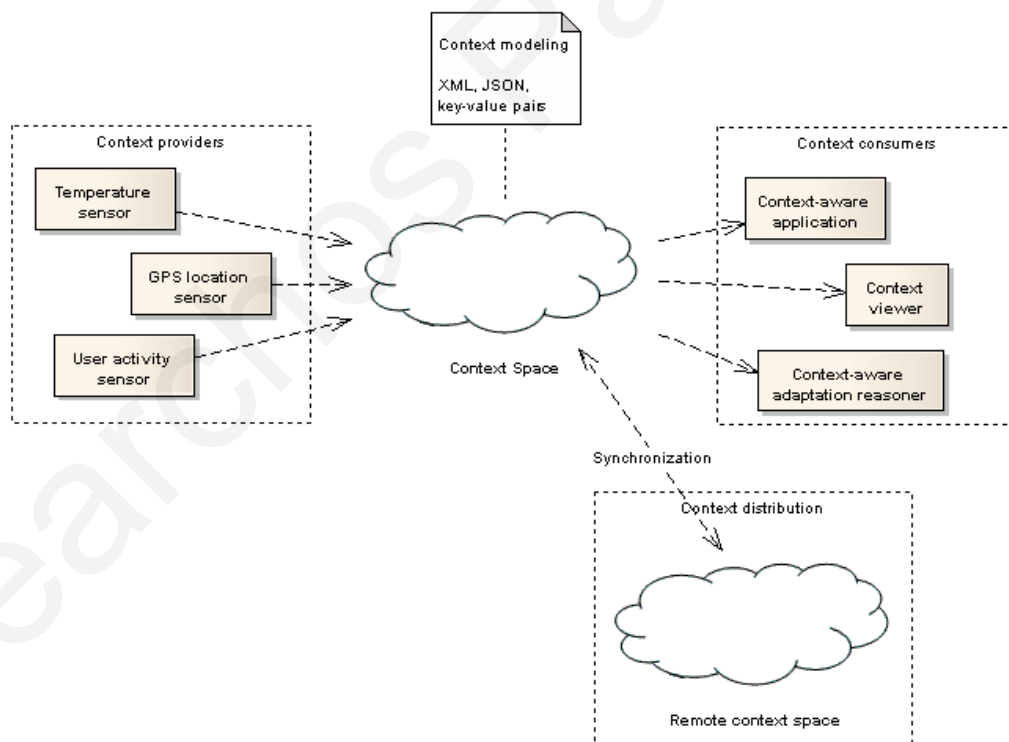 Context modeling
XML, JSON,
key-value pairs
Context providers
Temperature
sensor
GPS location
sensor
User activity
sensor
Context Space
Context consumers
Context-aware
application
Context
viewer
Context-aware
adaptation reasoner
Synchronization
Context distribution
Remote context space